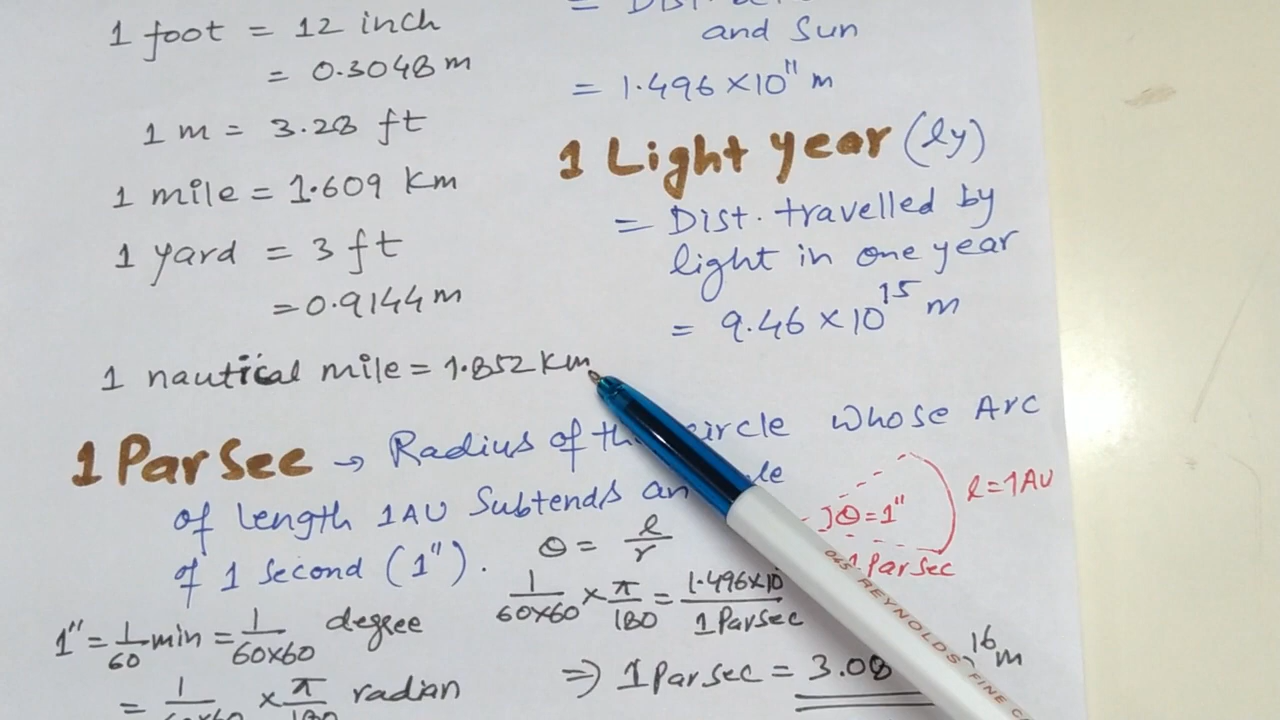 1 foot = 12 inch
= 0.3048 m
1 m = 3.28 ft
1 mile = 1.609 Km
1 yard = 3 ft
= 0.9144 m
1 nautical mile = 1.852 Km
and Sun
= 1.496 × 10¹¹ m
1 Light year (ly)
= Dist. travelled by
light in one year
= 9.46 × 10¹⁵ m
1 Parsec → Radius of the circle whose Arc
of length 1AU Subtends an
of 1 second (1").
θ = l/r
l = 1AU
θ = 1"
1 Parsec
1" = 1/60 min = 1/60×60 degree
= 1/60×60 × π/180 radian
1/60×60 × π/180 = 1.496×10 / 1 Parsec
⇒ 1 Parsec = 3.08 16 m
045 REYNOLDS FINE